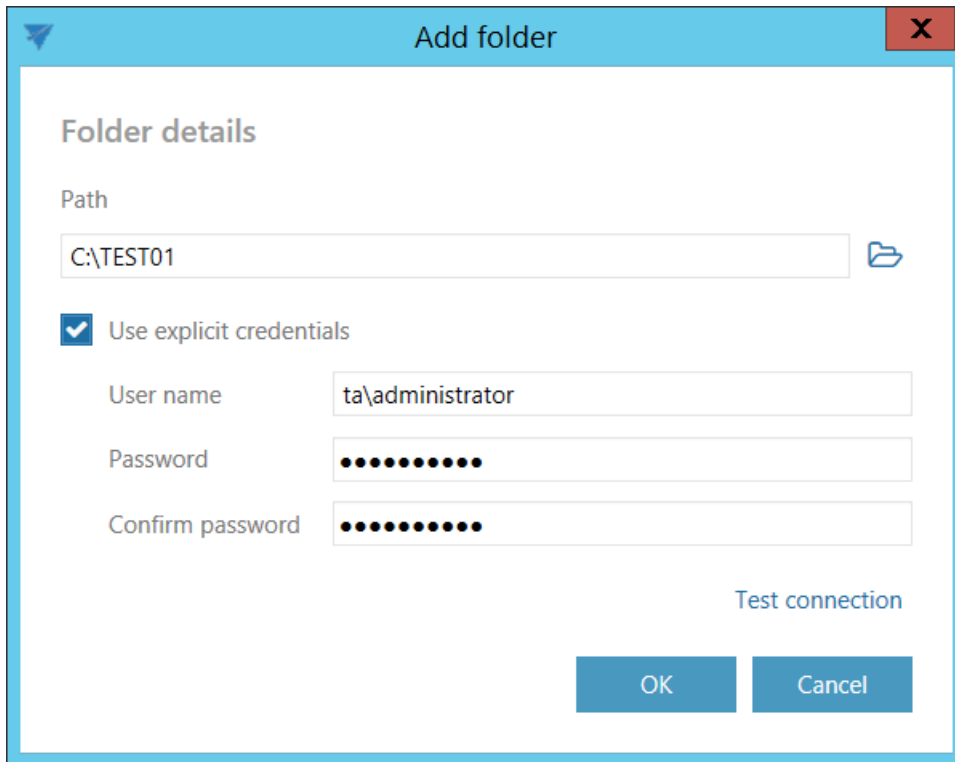 Add folder
X
Folder details
Path
C:\TEST01
Use explicit credentials
User name ta\administrator
Password ••••••••••
Confirm password ••••••••••
Test connection
OK Cancel